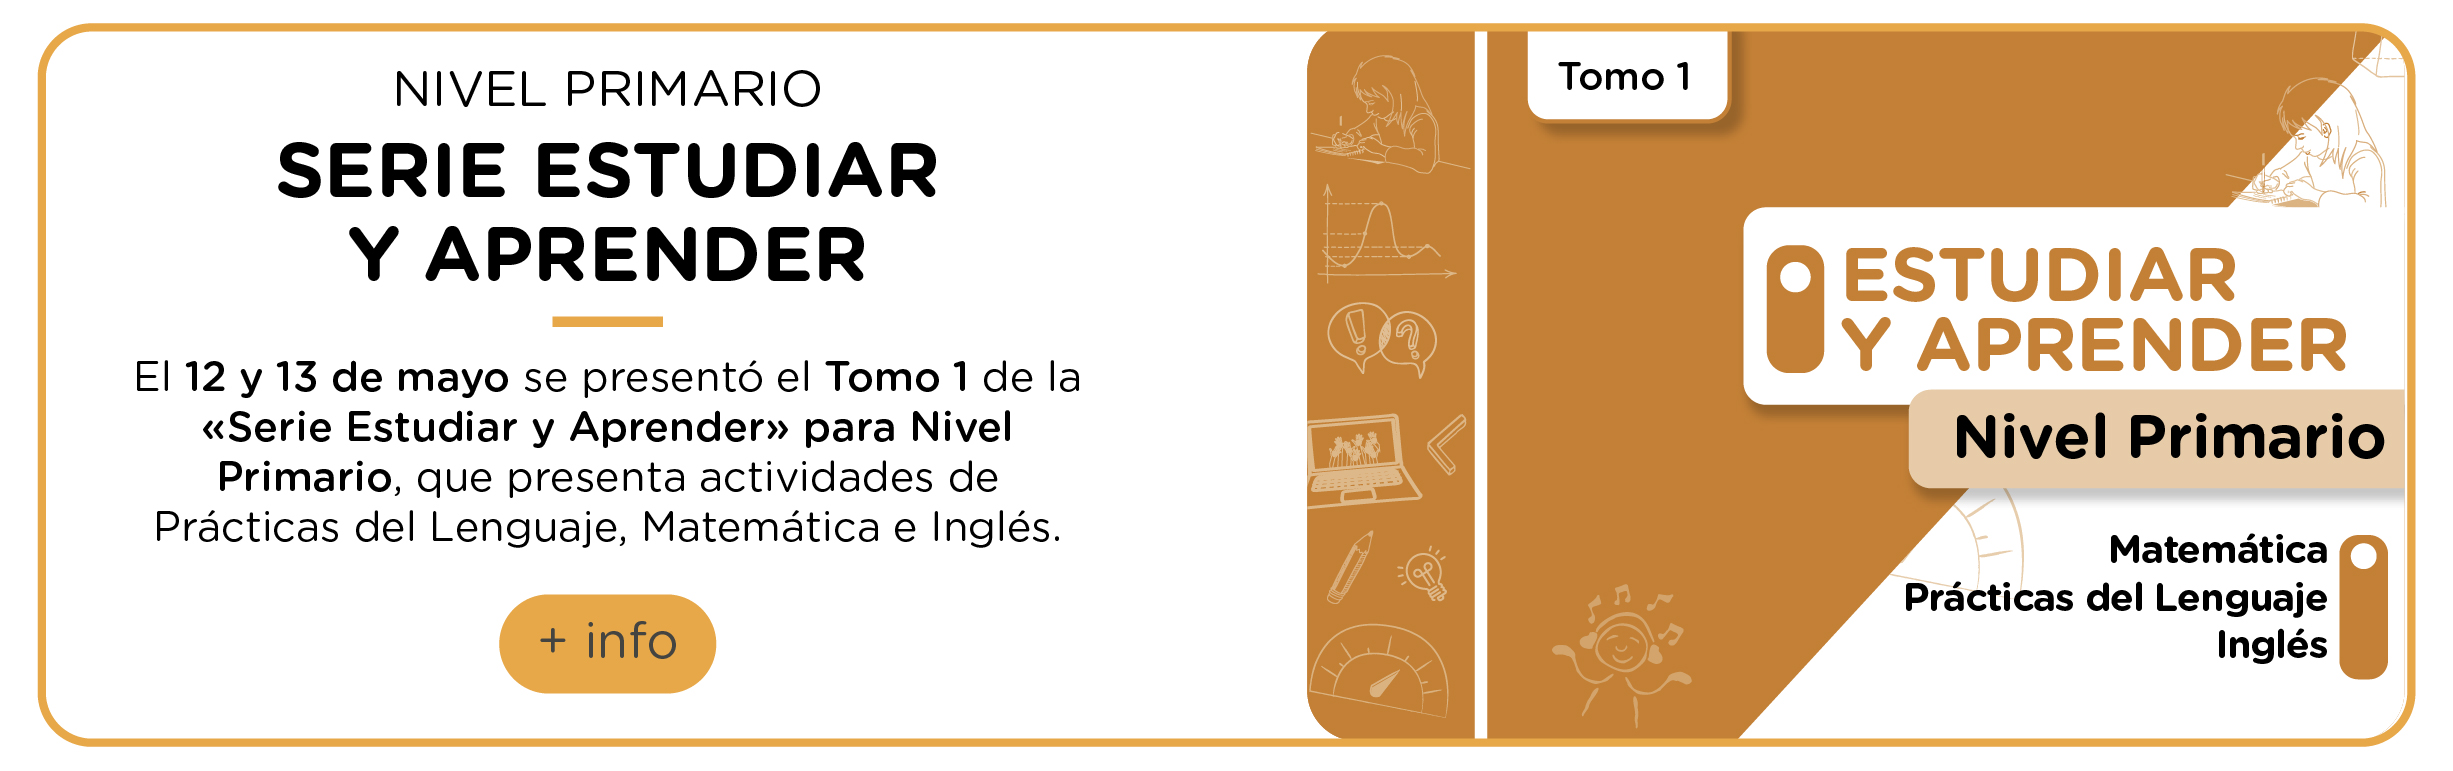 NIVEL PRIMARIO
SERIE ESTUDIAR
Y APRENDER
El 12 y 13 de mayo se presentó el Tomo 1 de la
«Serie Estudiar y Aprender» para Nivel
Primario, que presenta actividades de
Prácticas del Lenguaje, Matemática e Inglés.
+ info
Tomo 1
ESTUDIAR
Y APRENDER
Nivel Primario
Matemática
Prácticas del Lenguaje
Inglés